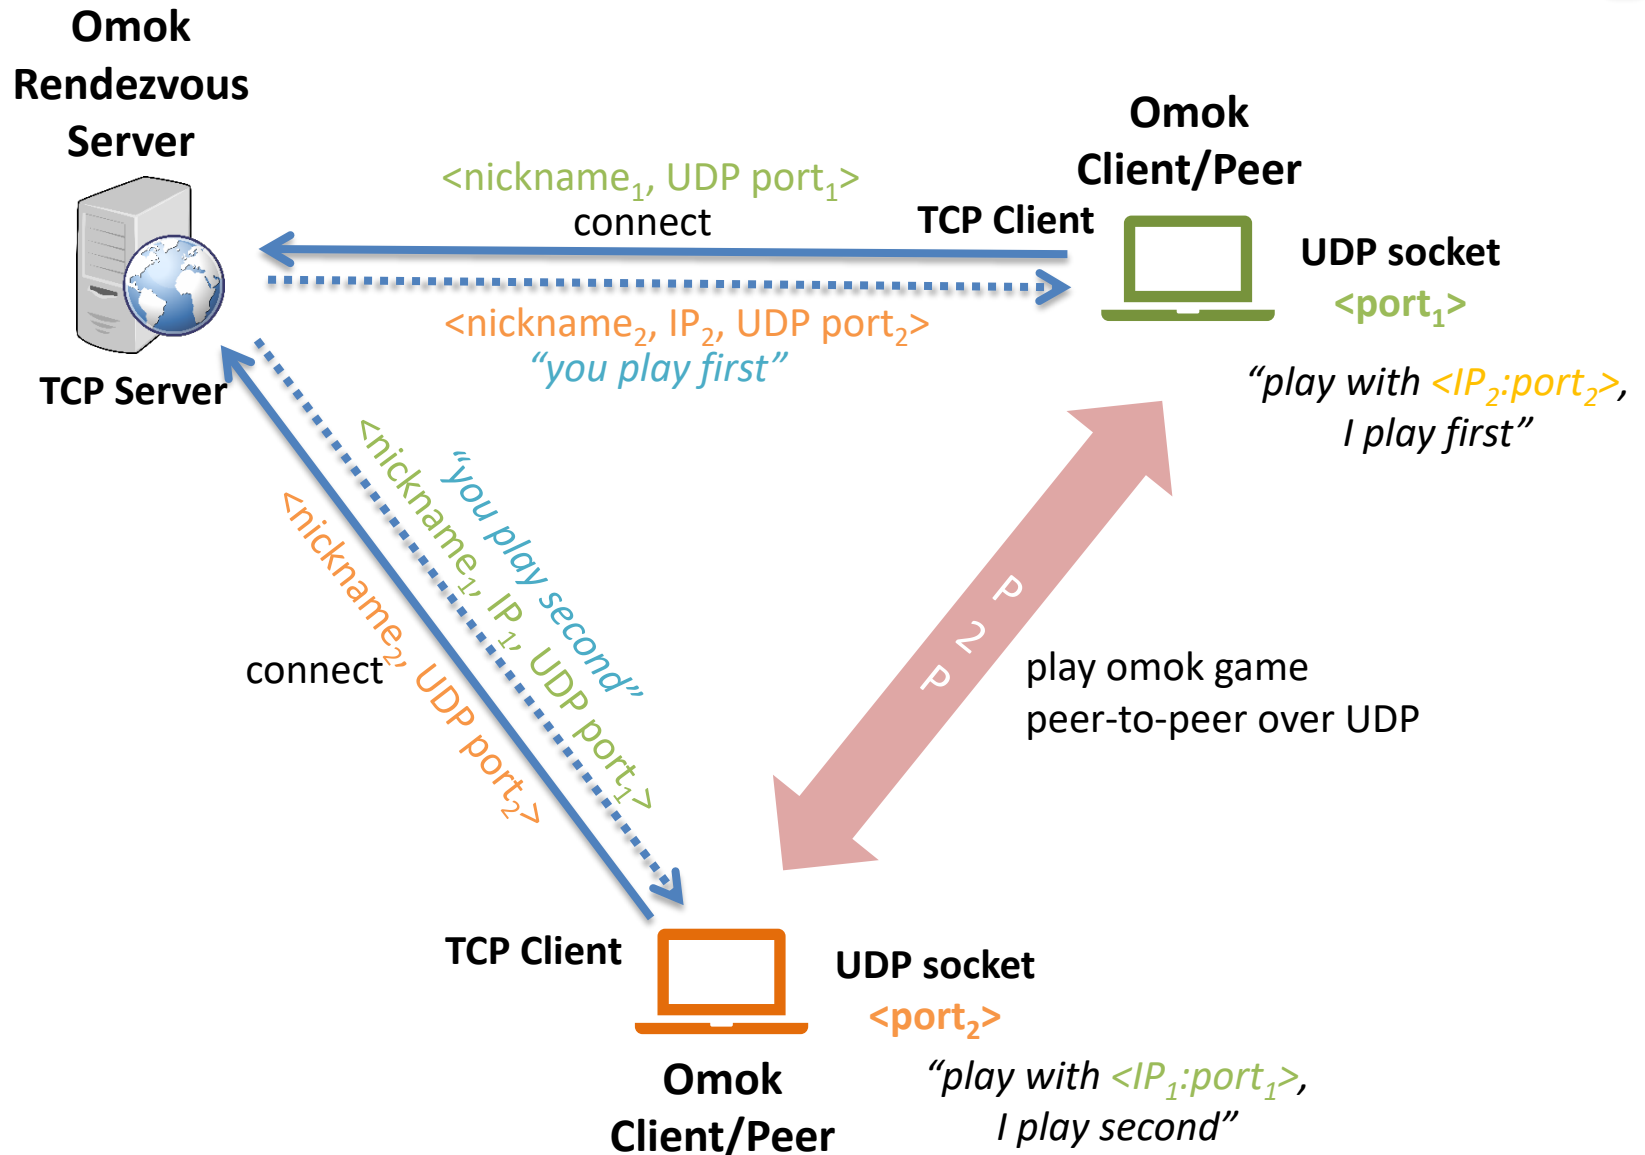 Omok
Rendezvous
Server
TCP Server
<nickname₁, UDP port₁>
connect
<nickname₂, IP₂, UDP port₂>
“you play first”
Omok
Client/Peer
TCP Client
UDP socket
<port₁>
“play with <IP₂:port₂>,
I play first”
“you play second”
<nickname₁, IP₁, UDP port₁>
<nickname₂, UDP port₂>
connect
P
2
P
play omok game
peer-to-peer over UDP
TCP Client
UDP socket
<port₂>
Omok
Client/Peer
“play with <IP₁:port₁>,
I play second”